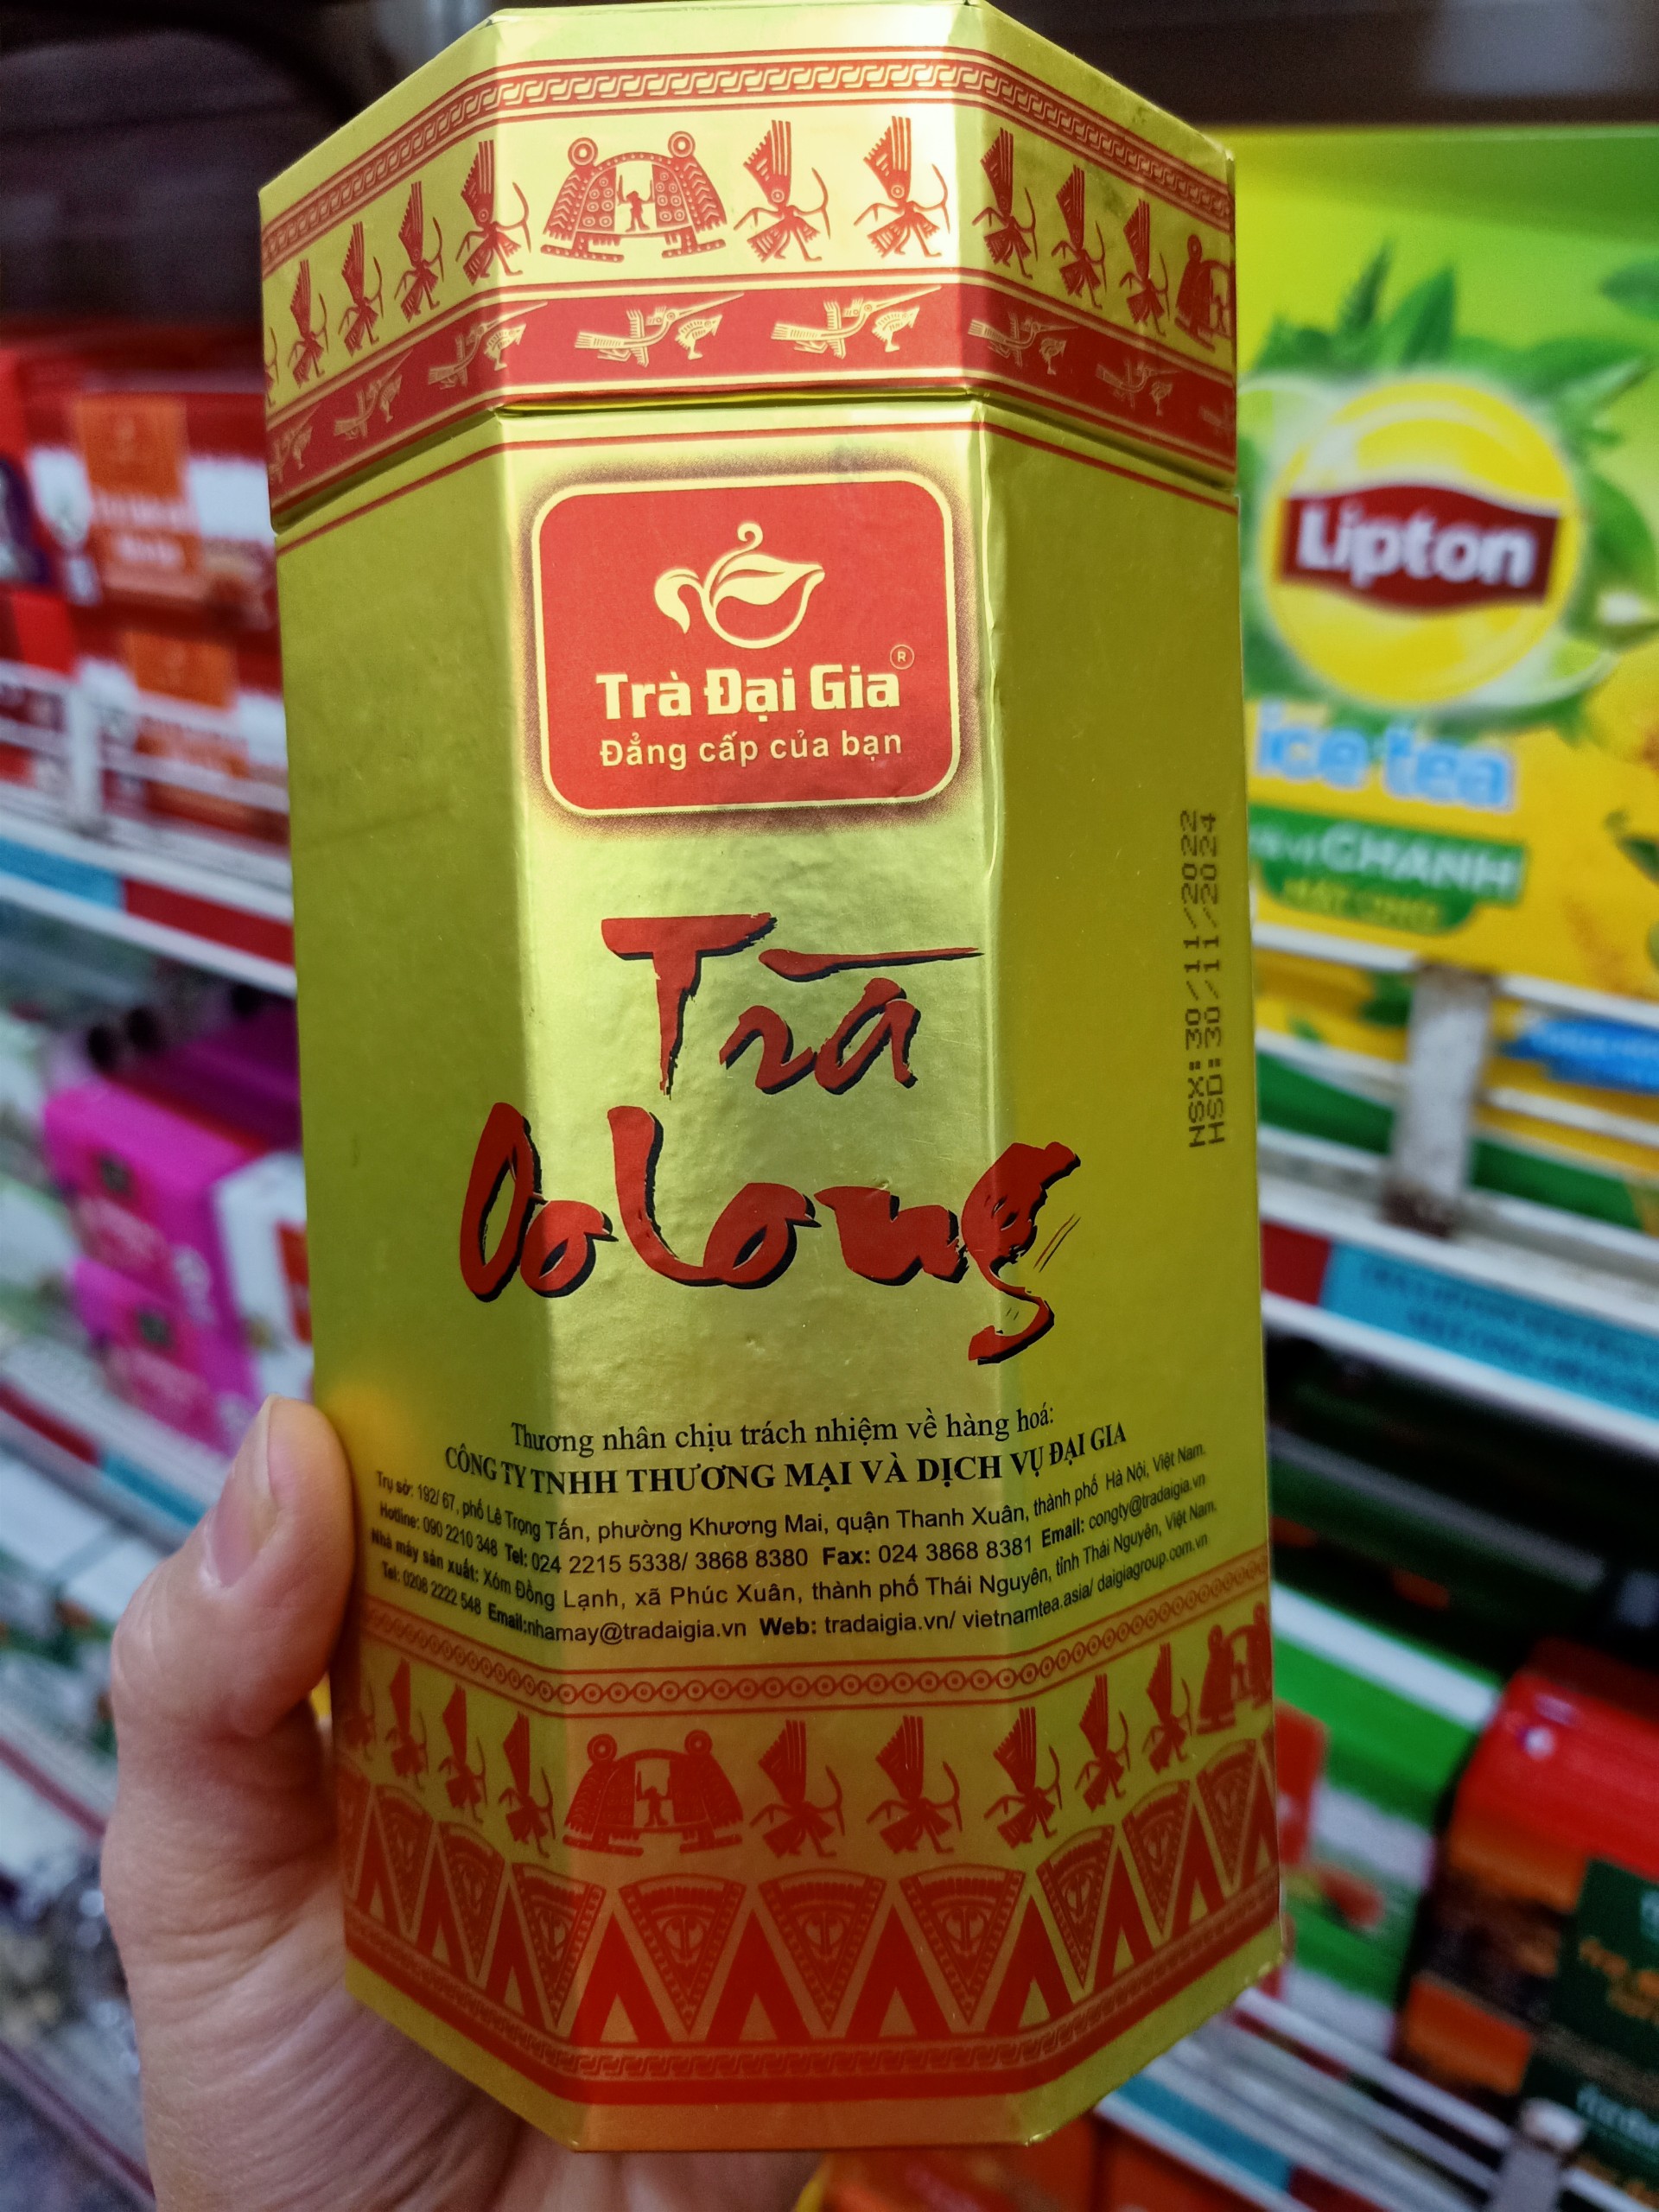 Trà Đại Gia ®
Đẳng cấp của bạn
Trà
Oolong
NSX: 30/11/2022
HSD: 30/11/2024
Thương nhân chịu trách nhiệm về hàng hoá:
CÔNG TY TNHH THƯƠNG MẠI VÀ DỊCH VỤ ĐẠI GIA
Trụ sở: 192/ 67, phố Lê Trọng Tấn, phường Khương Mai, quận Thanh Xuân, thành phố Hà Nội, Việt Nam.
Hotline: 090 2210 348 Tel: 024 2215 5338/ 3868 8380 Fax: 024 3868 8381 Email: congty@tradaigia.vn
Nhà máy sản xuất: Xóm Đồng Lạnh, xã Phúc Xuân, thành phố Thái Nguyên, tỉnh Thái Nguyên, Việt Nam.
Tel: 0208 2222 548 Email:nhamay@tradaigia.vn Web: tradaigia.vn/ vietnamtea.asia/ daigiagroup.com.vn
Lipton
ice tea
CHANH